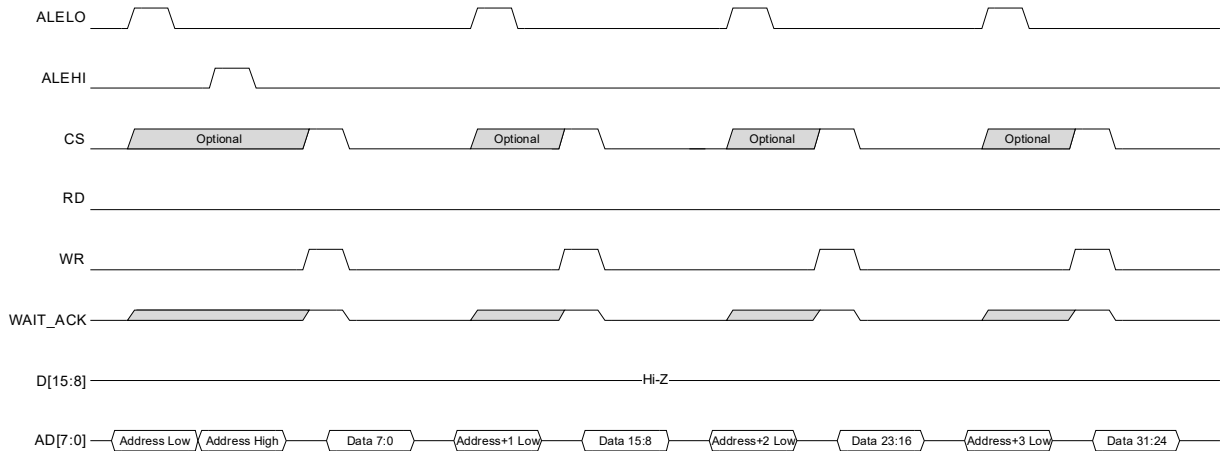 ALELO
ALEHI
CS Optional Optional Optional Optional
RD
WR
WAIT_ACK
D[15:8] Hi-Z
AD[7:0] Address Low Address High Data 7:0 Address+1 Low Data 15:8 Address+2 Low Data 23:16 Address+3 Low Data 31:24